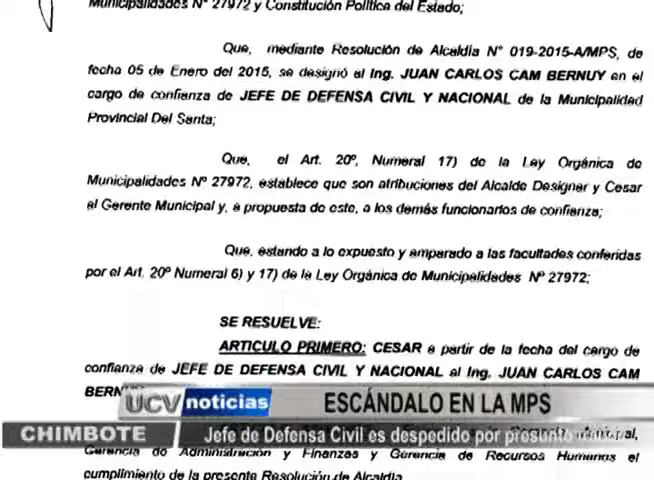 Municipalidades N° 27972 y Constitución Política del Estado;
Que, mediante Resolución de Alcaldía N° 019-2015-A/MPS, de
fecha 05 de Enero del 2015, se designó al Ing. JUAN CARLOS CAM BERNUY en el
cargo de confianza de JEFE DE DEFENSA CIVIL Y NACIONAL de la Municipalidad
Provincial Del Santa;
Que, el Art. 20º, Numeral 17) de la Ley Orgánica de
Municipalidades N° 27972, establece que son atribuciones del Alcalde Designar y Cesar
al Gerente Municipal y, a propuesta de este, a los demás funcionarios de confianza;
Que, estando a lo expuesto y amparado a las facultades conferidas
por el Art. 20º Numeral 6) y 17) de la Ley Orgánica de Municipalidades Nº 27972;
SE RESUELVE:
ARTICULO PRIMERO: CESAR a partir de la fecha del cargo de
confianza de JEFE DE DEFENSA CIVIL Y NACIONAL al Ing. JUAN CARLOS CAM
UCV noticias ESCÁNDALO EN LA MPS
CHIMBOTE Jefe de Defensa Civil es despedido por presunto
Gerencia de Administración y Finanzas y Gerencia de Recursos Humanos el
cumplimiento de la presente Resolución de Alcaldía